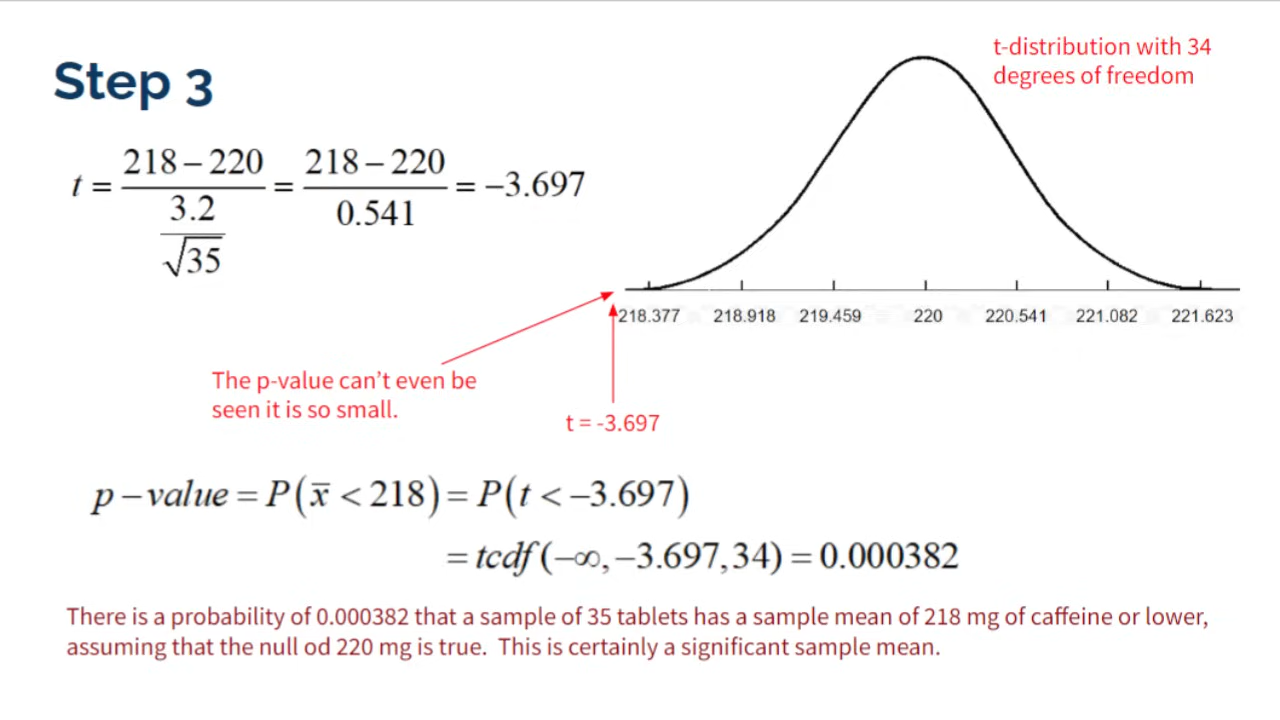 Step 3
t = (218 – 220) / (3.2 / √35) = (218 – 220) / 0.541 = –3.697
t-distribution with 34
degrees of freedom
218.377 218.918 219.459 220 220.541 221.082 221.623
The p-value can’t even be
seen it is so small.
t = -3.697
p – value = P(x̄ < 218) = P(t < –3.697)
= tcdf(–∞, –3.697, 34) = 0.000382
There is a probability of 0.000382 that a sample of 35 tablets has a sample mean of 218 mg of caffeine or lower,
assuming that the null od 220 mg is true. This is certainly a significant sample mean.